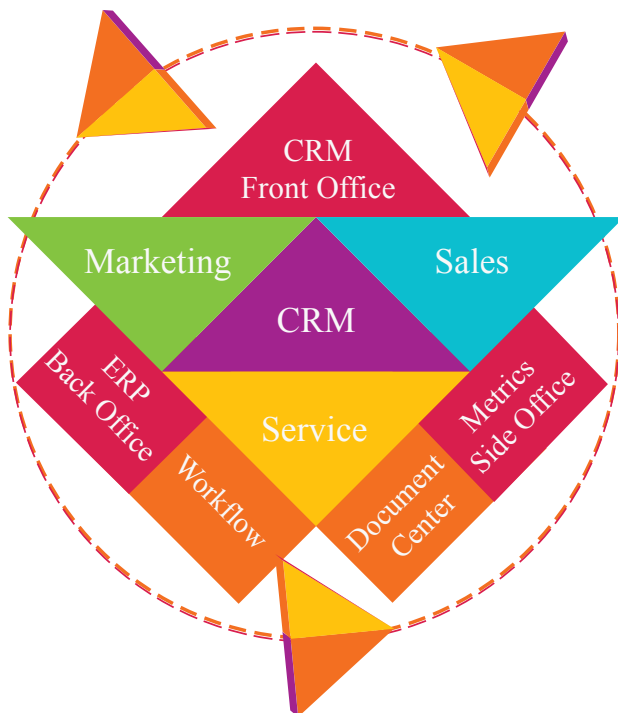 CRM
Front Office
Marketing
Sales
CRM
ERP
Back Office
Service
Metrics
Side Office
Workflow
Document
Center